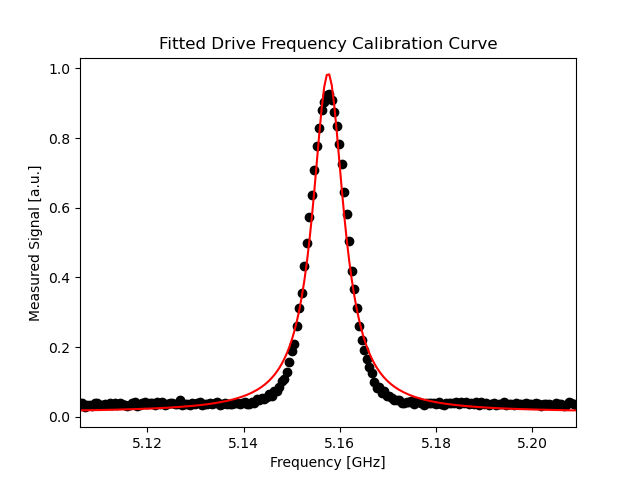 Fitted Drive Frequency Calibration Curve
Measured Signal [a.u.]
1.0
0.8
0.6
0.4
0.2
0.0
5.12 5.14 5.16 5.18 5.20
Frequency [GHz]